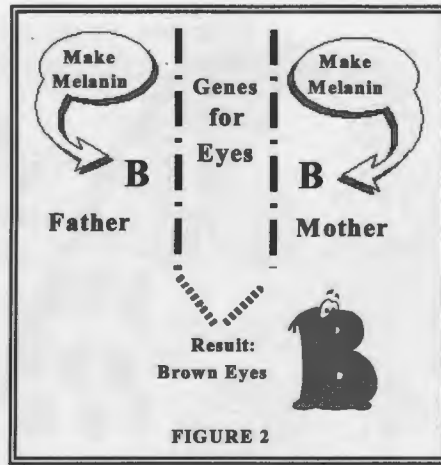 Make
Melanin
Genes
for
Eyes
Make
Melanin
B
B
Father
Mother
Result:
Brown Eyes
B
FIGURE 2